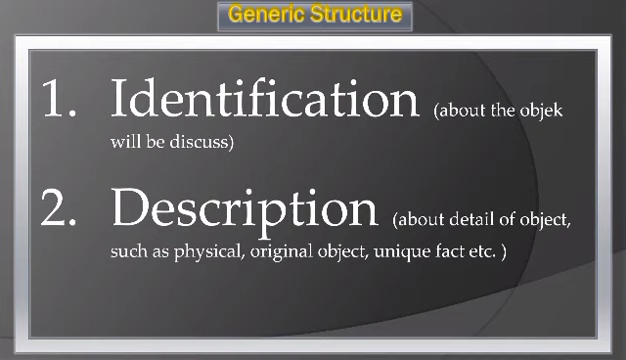 Generic Structure
1. Identification (about the objek
will be discuss)
2. Description (about detail of object,
such as physical, original object, unique fact etc. )